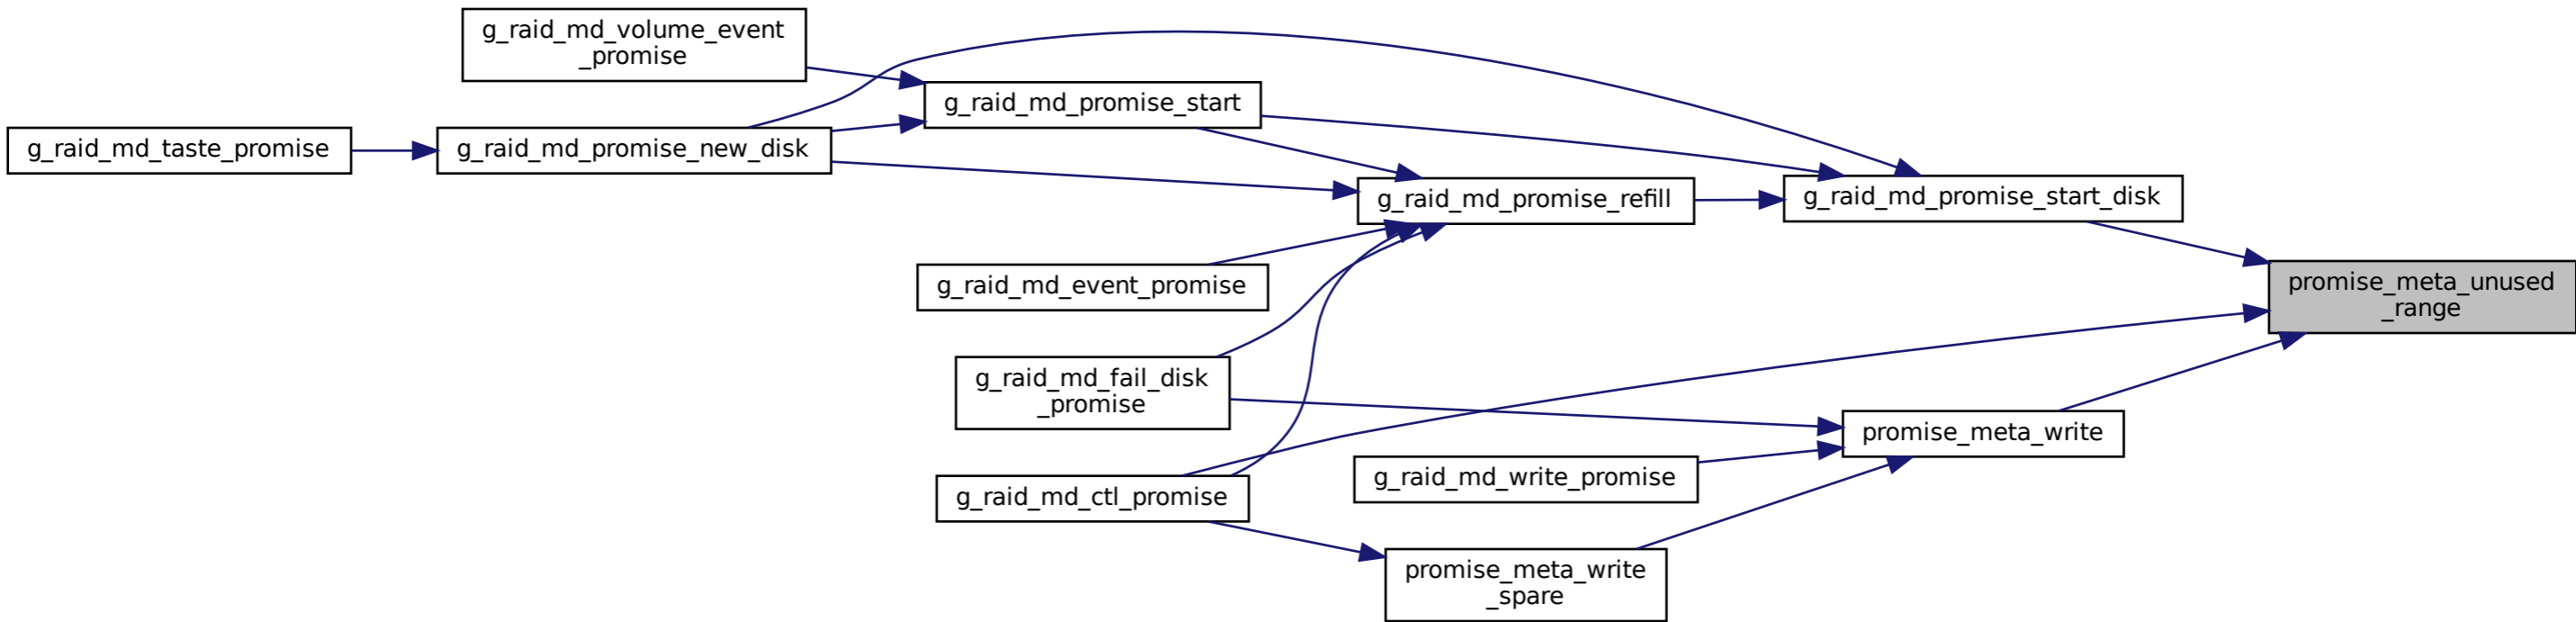 g_raid_md_volume_event
_promise
g_raid_md_promise_start
g_raid_md_taste_promise
g_raid_md_promise_new_disk
g_raid_md_promise_refill
g_raid_md_promise_start_disk
g_raid_md_event_promise
promise_meta_unused
_range
g_raid_md_fail_disk
_promise
promise_meta_write
g_raid_md_write_promise
g_raid_md_ctl_promise
promise_meta_write
_spare